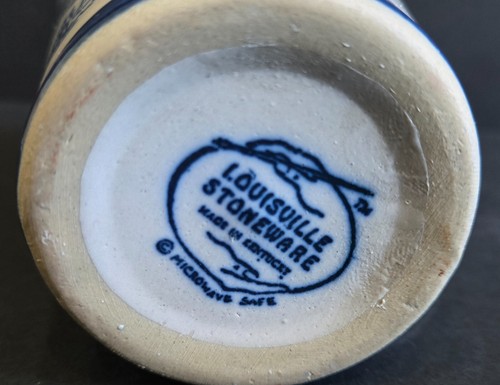 LOUISVILLE
STONEWARE
MADE IN KENTUCKY
TM
© MICROWAVE SAFE